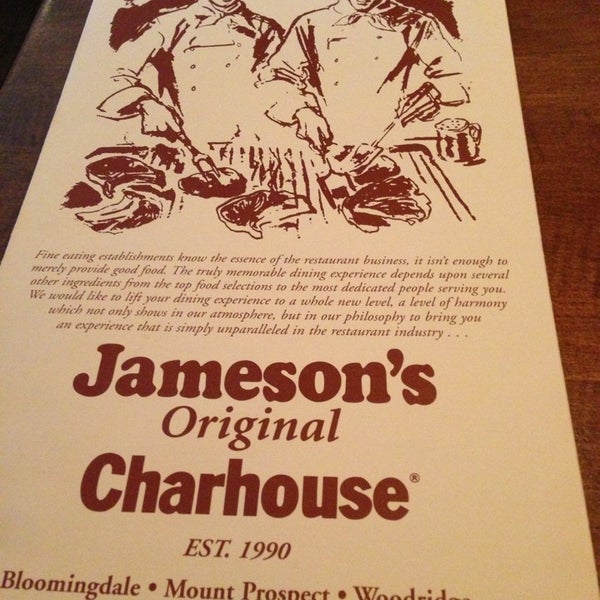 Fine eating establishments know the essence of the restaurant business, it isn't enough to
merely provide good food. The truly memorable dining experience depends upon several
other ingredients from the top food selections to the most dedicated people serving you.
We would like to lift your dining experience to a whole new level, a level of harmony
which not only shows in our atmosphere, but in our philosophy to bring you
an experience that is simply unparalleled in the restaurant industry . . .
Jameson's
Original
Charhouse®
EST. 1990
Bloomingdale • Mount Prospect • Woodridge